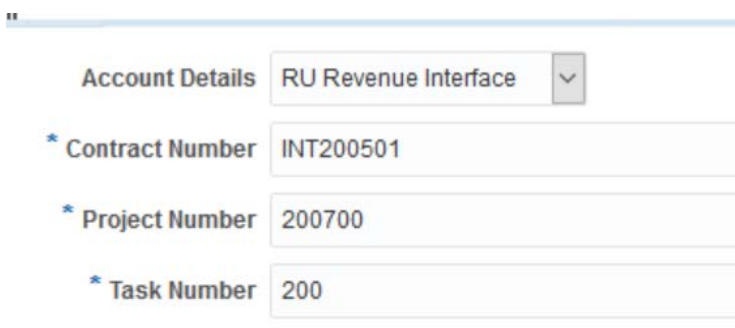 Account Details RU Revenue Interface
* Contract Number INT200501
* Project Number 200700
* Task Number 200